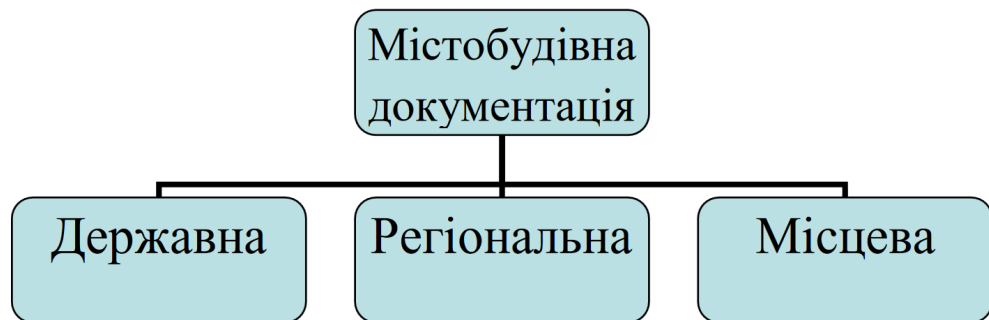 Містобудівна
документація
Державна
Регіональна
Місцева